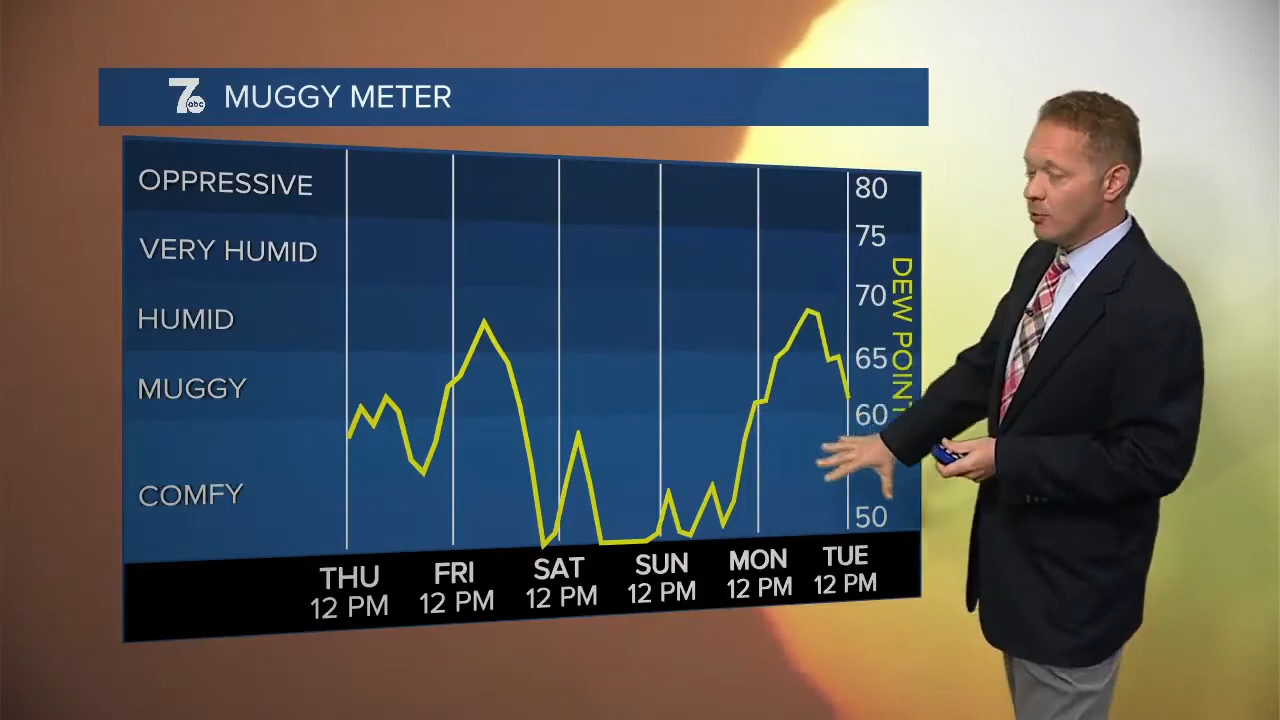 7 abc MUGGY METER
OPPRESSIVE
VERY HUMID
HUMID
MUGGY
COMFY
80
75
70
65
60
50
DEW POINT
THU
12 PM
FRI
12 PM
SAT
12 PM
SUN
12 PM
MON
12 PM
TUE
12 PM